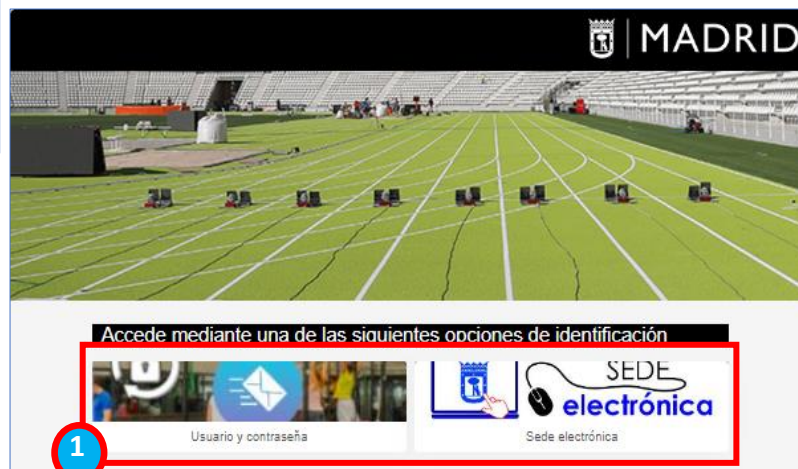 MADRID
Accede mediante una de las siguientes opciones de identificación
SEDE
electrónica
Usuario y contraseña
Sede electrónica
1